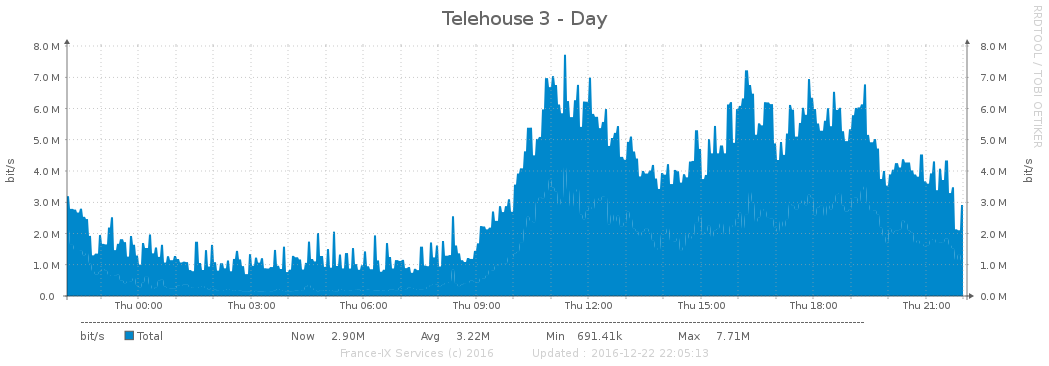 Telehouse 3 - Day
RRDTOOL / TOBI OETIKER
8.0 M 8.0 M
7.0 M 7.0 M
6.0 M 6.0 M
5.0 M 5.0 M
4.0 M 4.0 M
3.0 M 3.0 M
2.0 M 2.0 M
1.0 M 1.0 M
0.0 0.0 M
bit/s
bit/s
Thu 00:00 Thu 03:00 Thu 06:00 Thu 09:00 Thu 12:00 Thu 15:00 Thu 18:00 Thu 21:00
bit/s Total Now 2.90M Avg 3.22M Min 691.41k Max 7.71M
France-IX Services (c) 2016 Updated : 2016-12-22 22:05:13